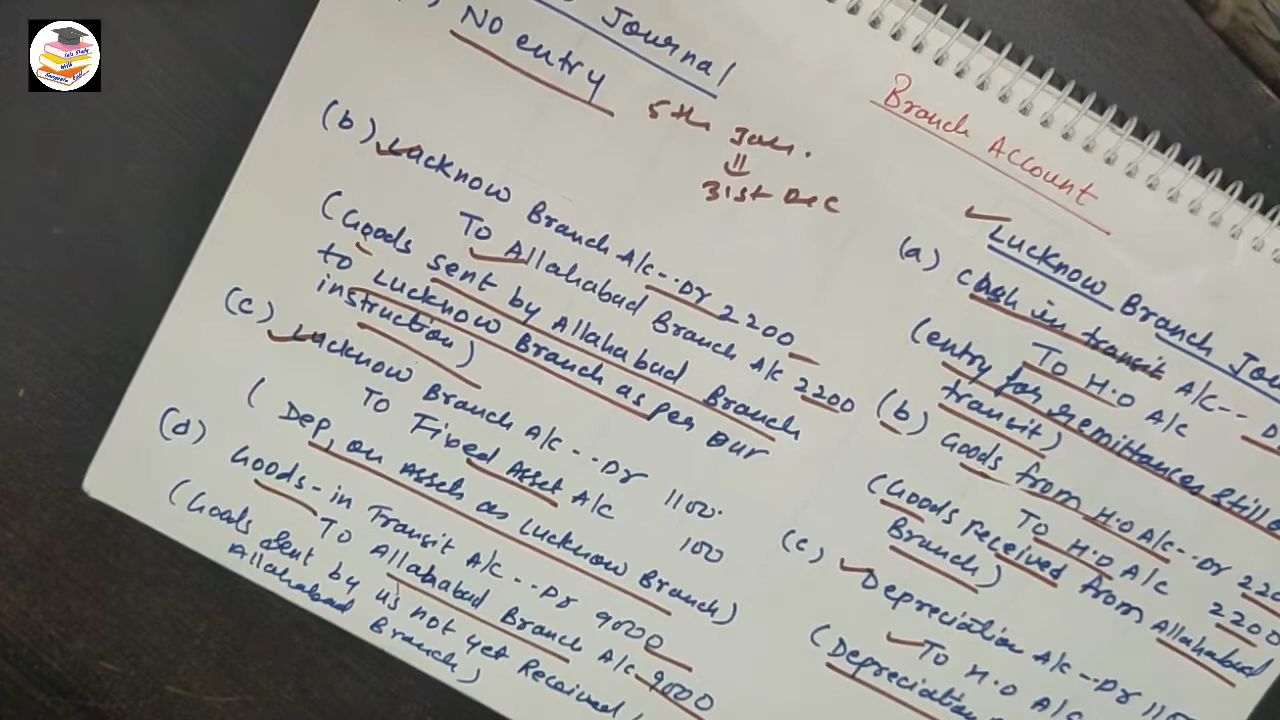 Lets Study
With
Journal
No entry
5th Jan.
31st Dec
(b) Lucknow Branch A/c--Dr 2200
To Allahabad Branch A/c 2200
(Goods sent by Allahabad Branch
to Lucknow Branch as per our
instruction)
(c) Lucknow Branch A/c--Dr 1100.
To Fixed Asset A/c 1100
(Dep, on Assets as Lucknow Branch)
(d) Goods-in Transit A/c--Dr 9000
To Allahabad Branch A/c 9000
(Goods sent by us not yet Received
Allahabad Branch)
Branch Account
Lucknow Branch
(a) Cash in transit A/c--
To H.O A/c
(entry for remittances still
transit)
(b) Goods from H.O A/c--Dr 2200
To H.O A/c 2200
(Goods received from Allahabad
Branch)
(c) Depreciation A/c--Dr
To H.O A/c
(Depreciation